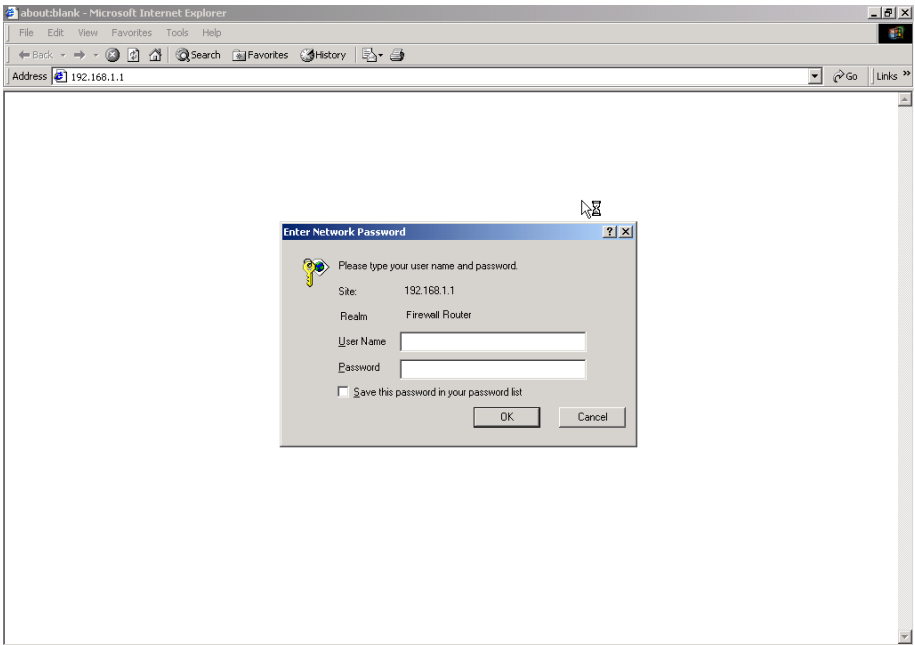 about:blank - Microsoft Internet Explorer
File Edit View Favorites Tools Help
Back Search Favorites History
Address 192.168.1.1 Go Links »
Enter Network Password
Please type your user name and password.
Site: 192.168.1.1
Realm Firewall Router
User Name
Password
Save this password in your password list
OK Cancel